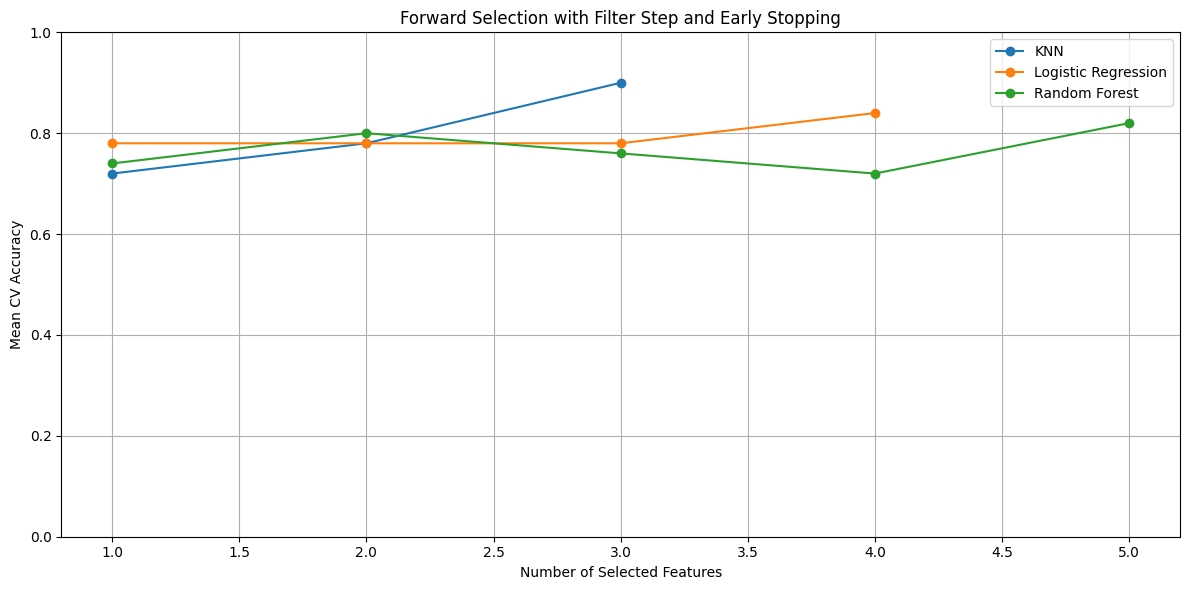 Forward Selection with Filter Step and Early Stopping
KNN
Logistic Regression
Random Forest
Mean CV Accuracy
1.0
0.8
0.6
0.4
0.2
0.0
1.0 1.5 2.0 2.5 3.0 3.5 4.0 4.5 5.0
Number of Selected Features